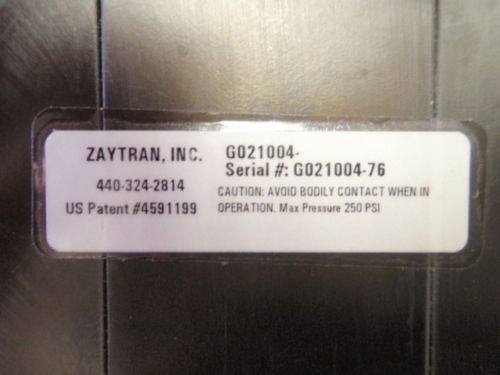 ZAYTRAN, INC.
440-324-2814
US Patent #4591199
G021004-
Serial #: G021004-76
CAUTION: AVOID BODILY CONTACT WHEN IN
OPERATION. Max Pressure 250 PSI